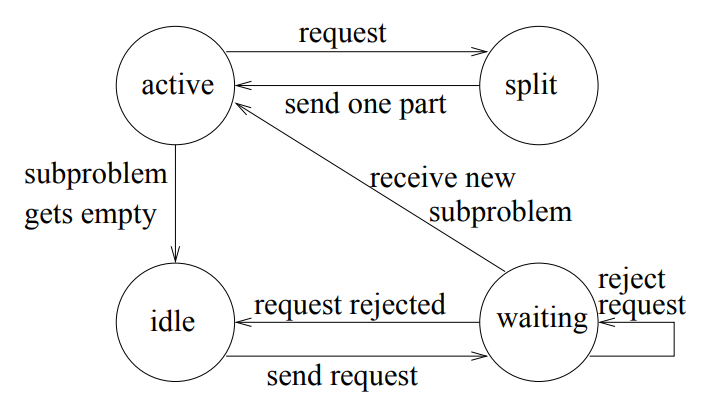 request
active
split
send one part
subproblem
gets empty
receive new
subproblem
reject
request
request rejected
idle
waiting
send request